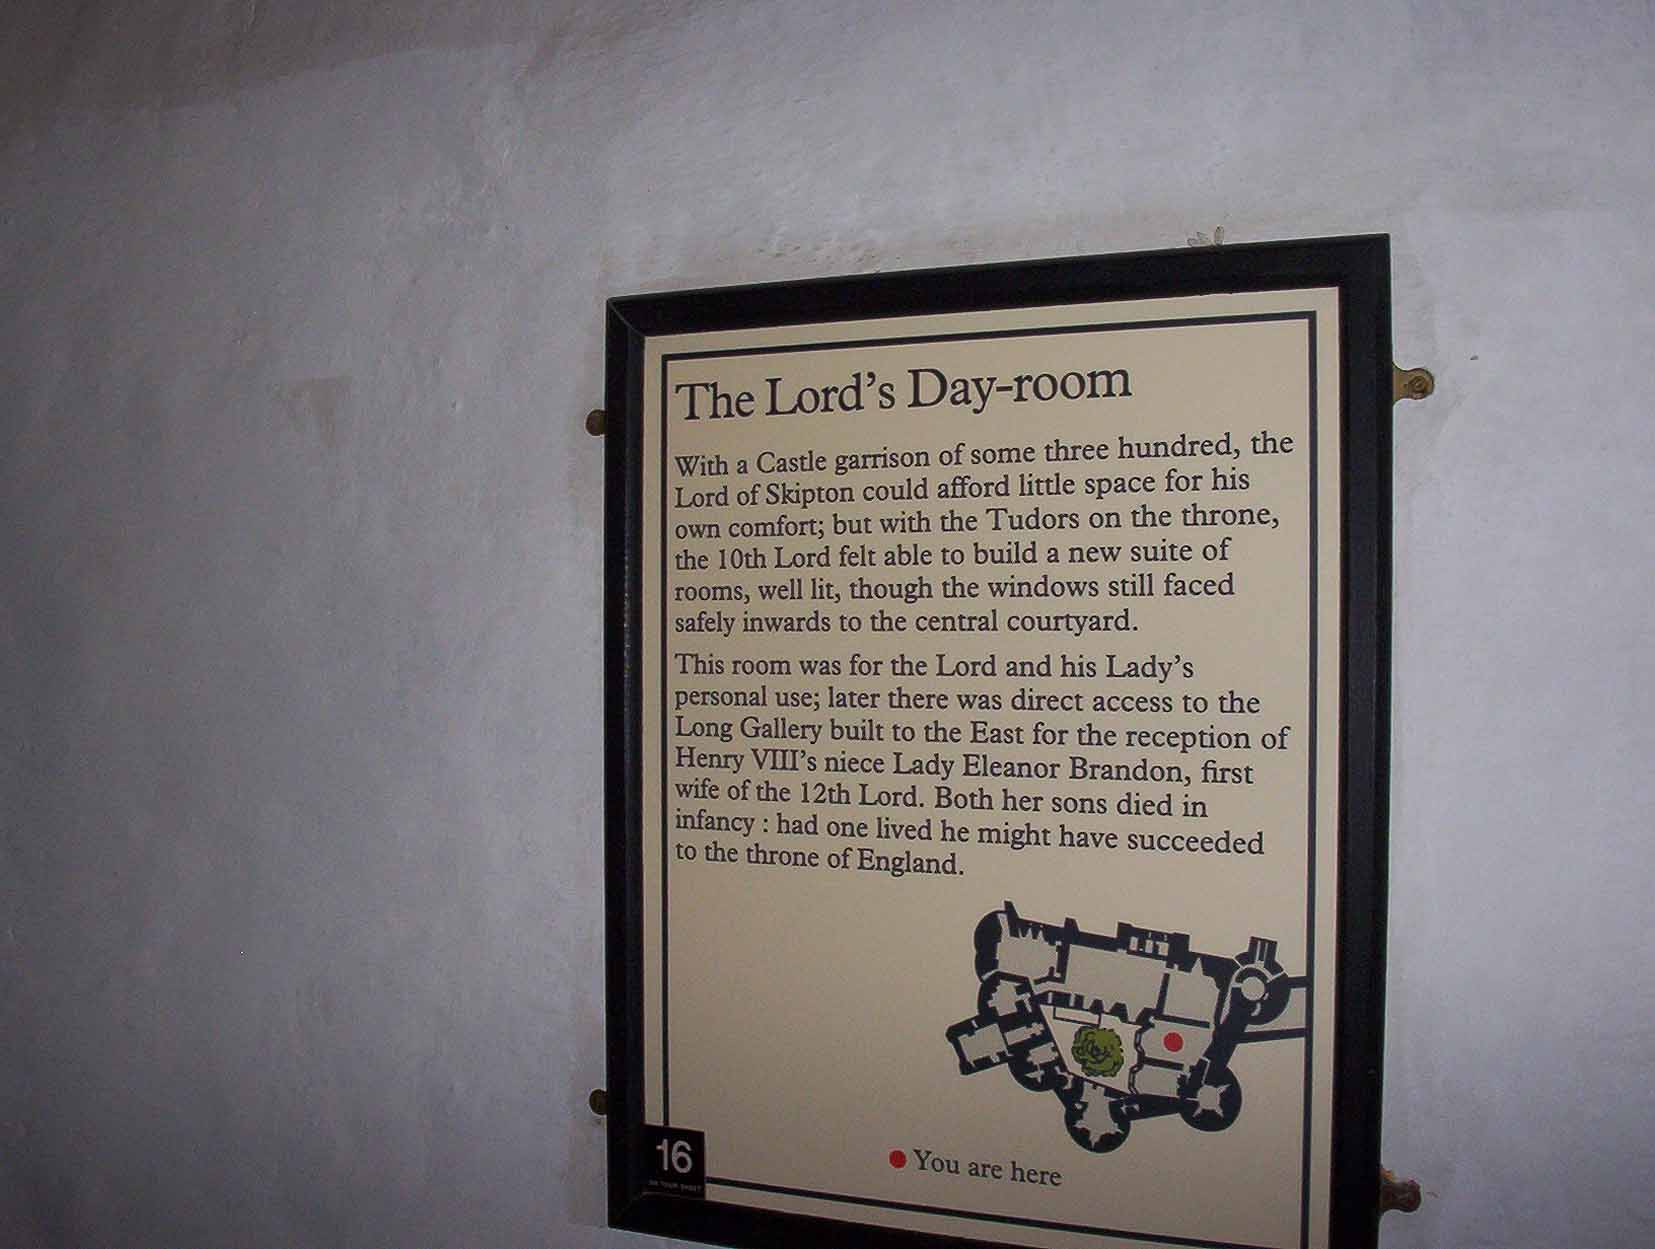 The Lord's Day-room
With a Castle garrison of some three hundred, the
Lord of Skipton could afford little space for his
own comfort; but with the Tudors on the throne,
the 10th Lord felt able to build a new suite of
rooms, well lit, though the windows still faced
safely inwards to the central courtyard.
This room was for the Lord and his Lady's
personal use; later there was direct access to the
Long Gallery built to the East for the reception of
Henry VIII's niece Lady Eleanor Brandon, first
wife of the 12th Lord. Both her sons died in
infancy : had one lived he might have succeeded
to the throne of England.
You are here
16
ON YOUR SHEET